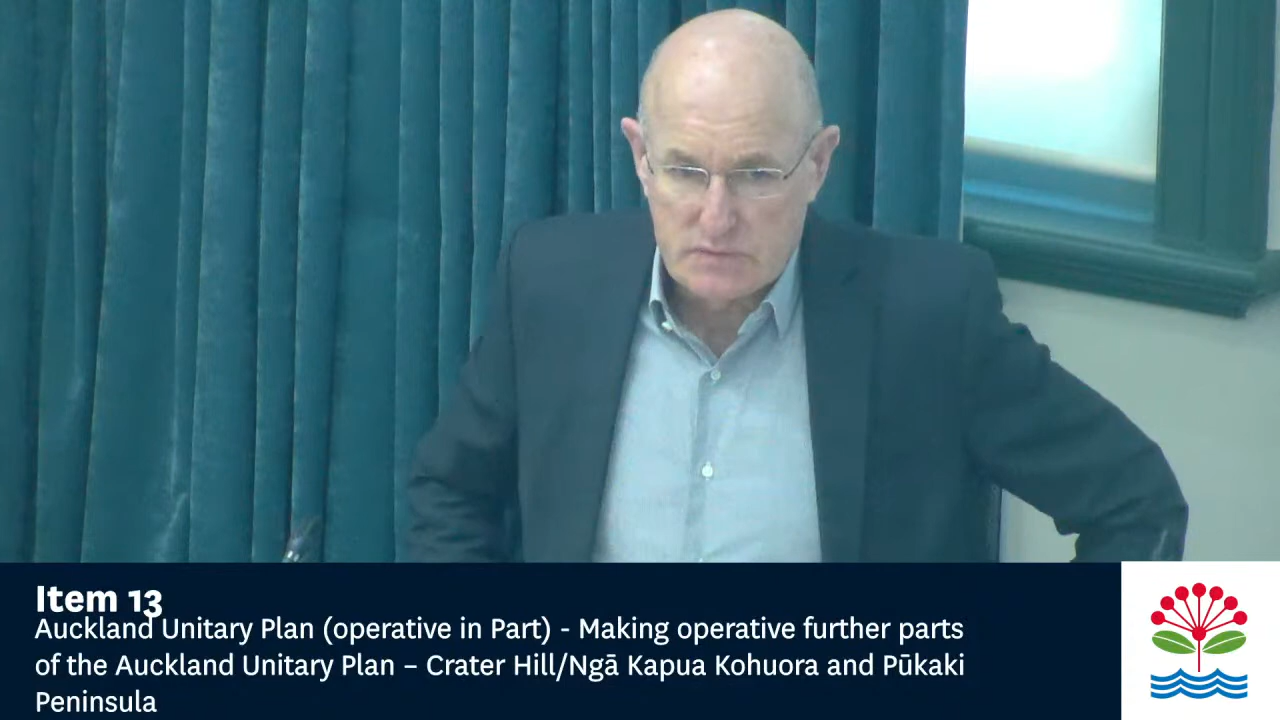 Item 13
Auckland Unitary Plan (operative in Part) - Making operative further parts
of the Auckland Unitary Plan – Crater Hill/Ngā Kapua Kohuora and Pūkaki
Peninsula